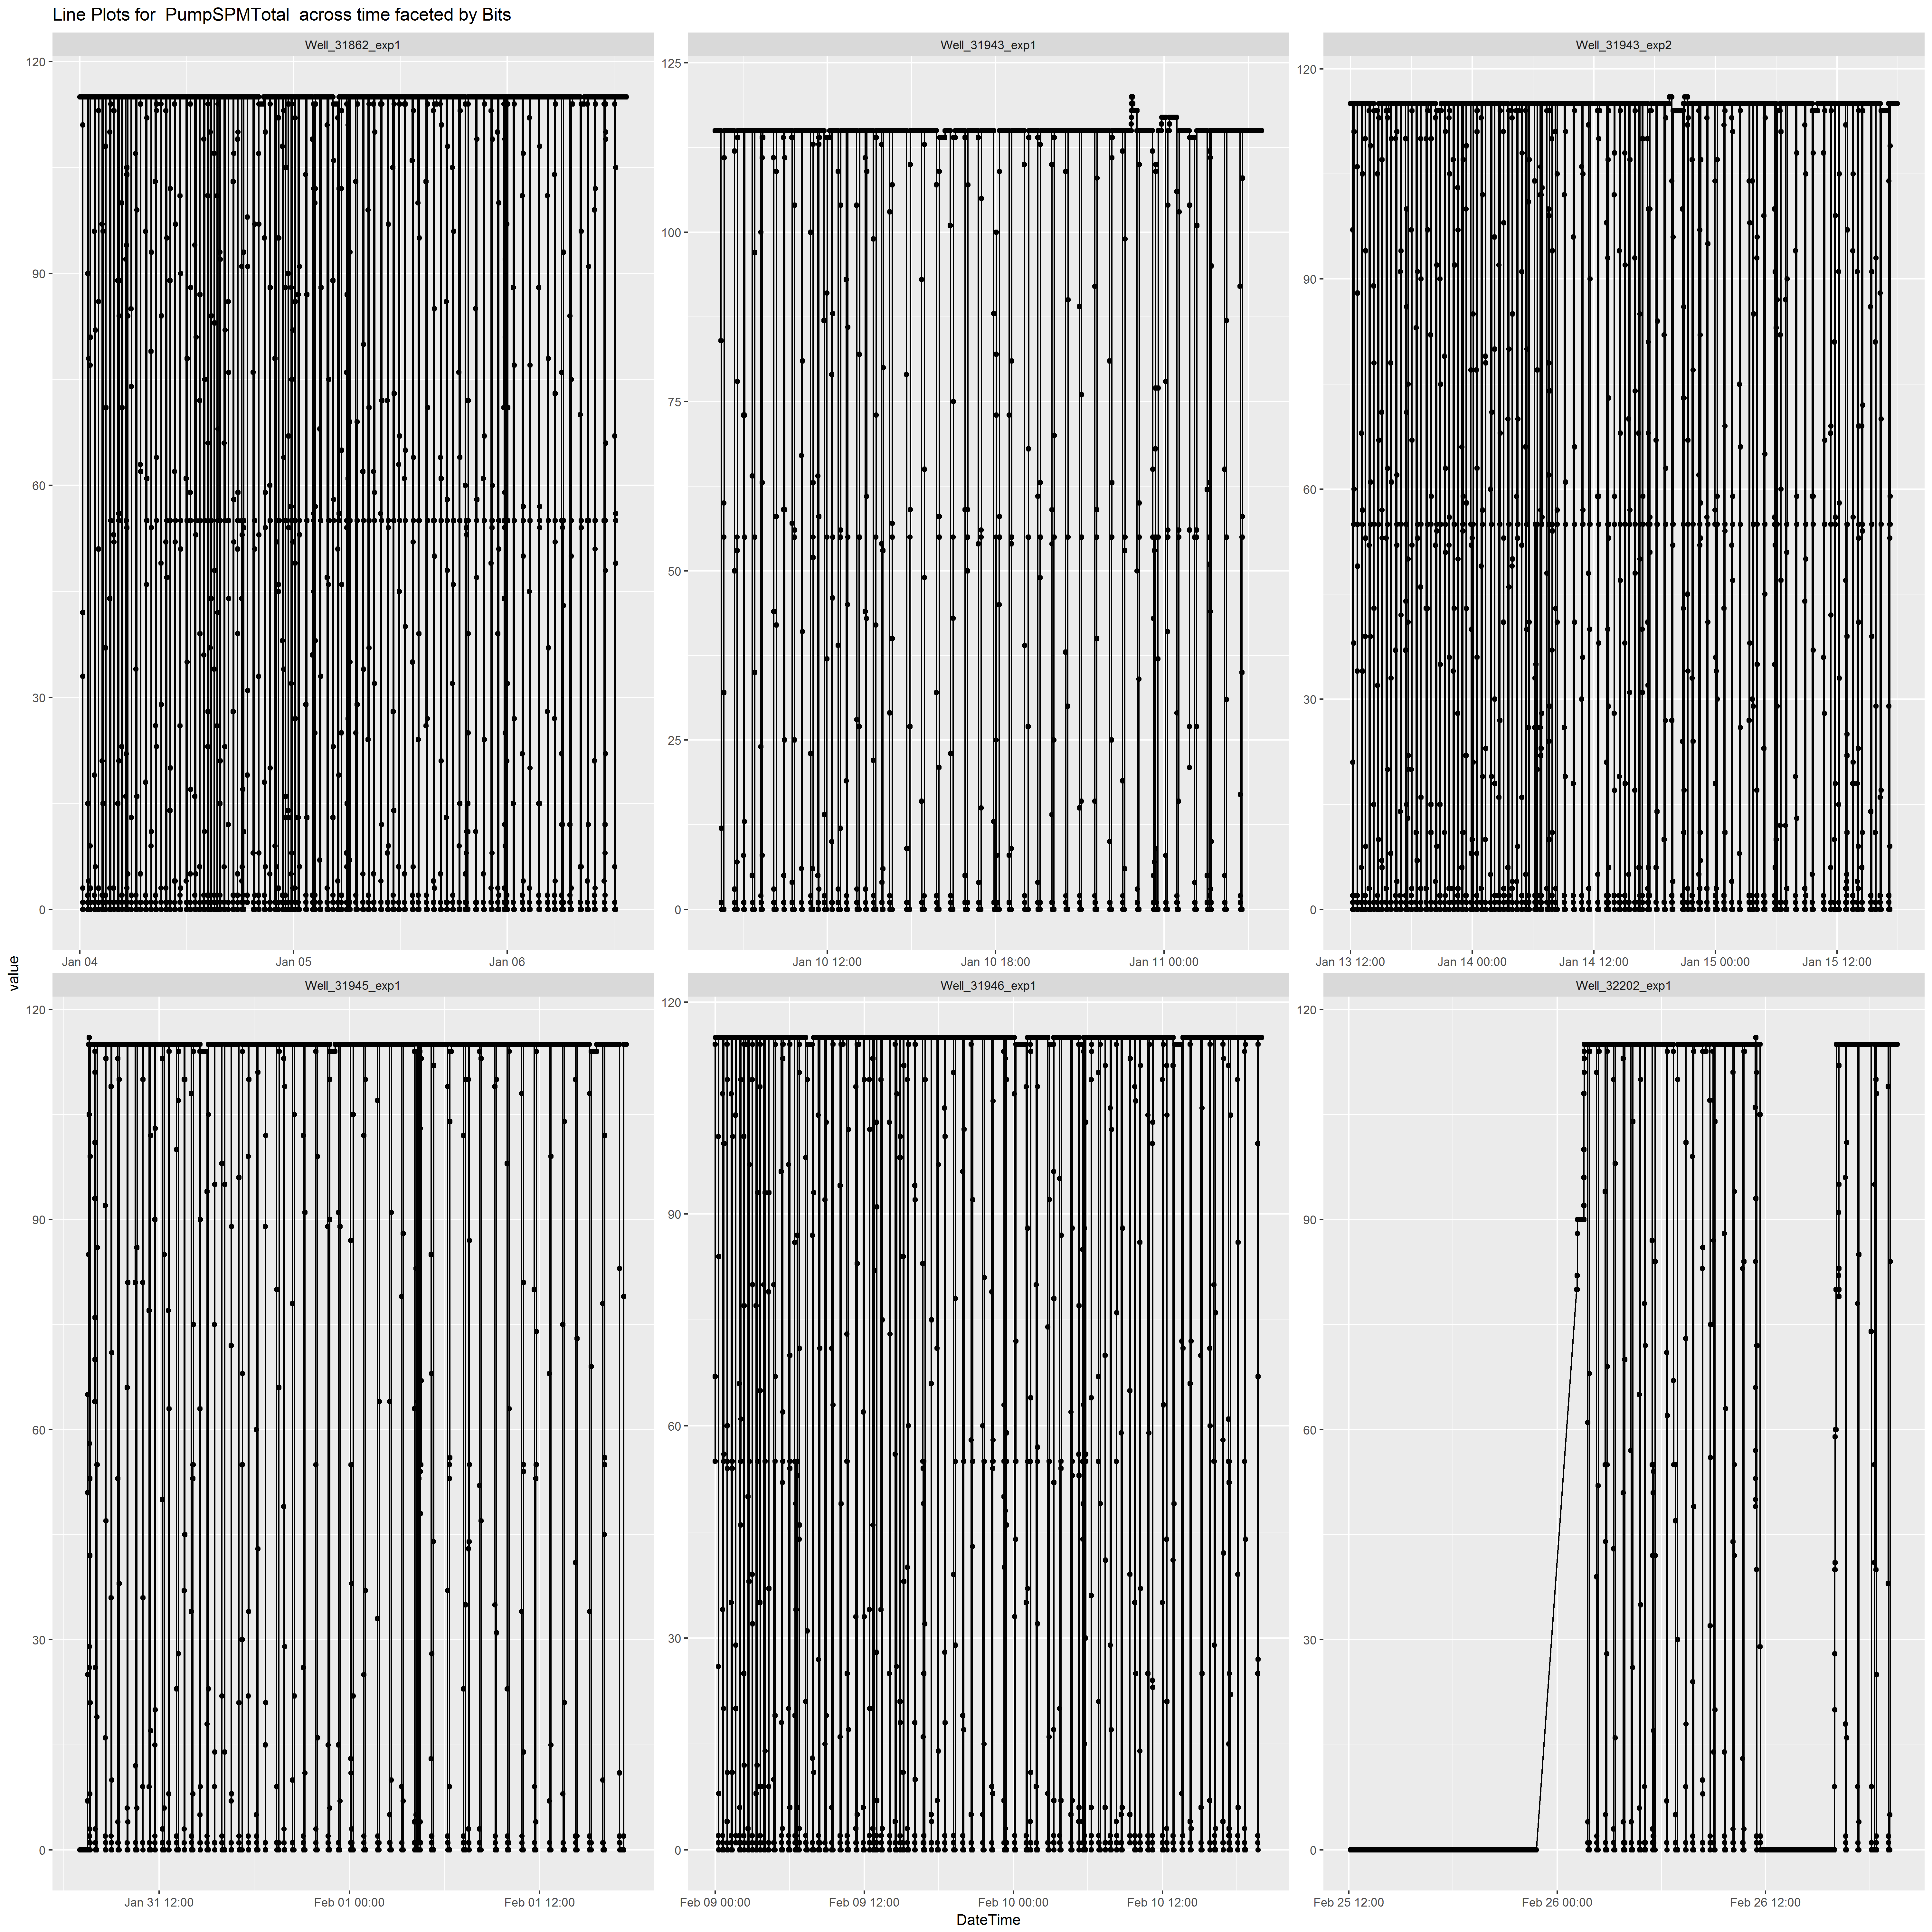 Line Plots for  PumpSPMTotal  across time faceted by Bits
Well_31862_exp1
Well_31943_exp1
Well_31943_exp2
120
90
60
30
0
125
100
75
50
25
0
120
90
60
30
0
Jan 04 Jan 05 Jan 06
Jan 10 12:00 Jan 10 18:00 Jan 11 00:00
Jan 13 12:00 Jan 14 00:00 Jan 14 12:00 Jan 15 00:00 Jan 15 12:00
value
Well_31945_exp1
Well_31946_exp1
Well_32202_exp1
120
90
60
30
0
120
90
60
30
0
120
90
60
30
0
Jan 31 12:00 Feb 01 00:00 Feb 01 12:00
Feb 09 00:00 Feb 09 12:00 Feb 10 00:00 Feb 10 12:00
Feb 25 12:00 Feb 26 00:00 Feb 26 12:00
DateTime